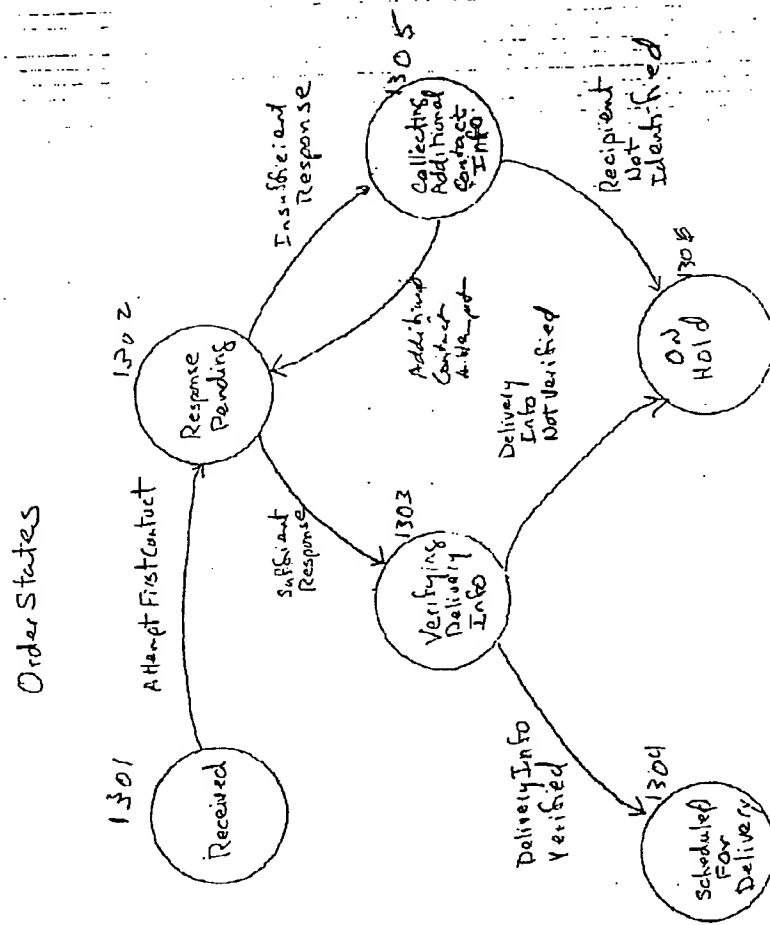 Order States
1301
Received
Attempt First Contact
1302
Response
Pending
Insufficient
Response
1305
Collecting
Additional
Contact
Info.
Additional
Contact
Attempt
Sufficient
Response
1303
Verifying
Delivery
Info
Delivery
Info
Not Verified
Recipient
Not
Identified
Delivery Info
Verified
1304
Scheduled
For
Delivery
ON
Hold